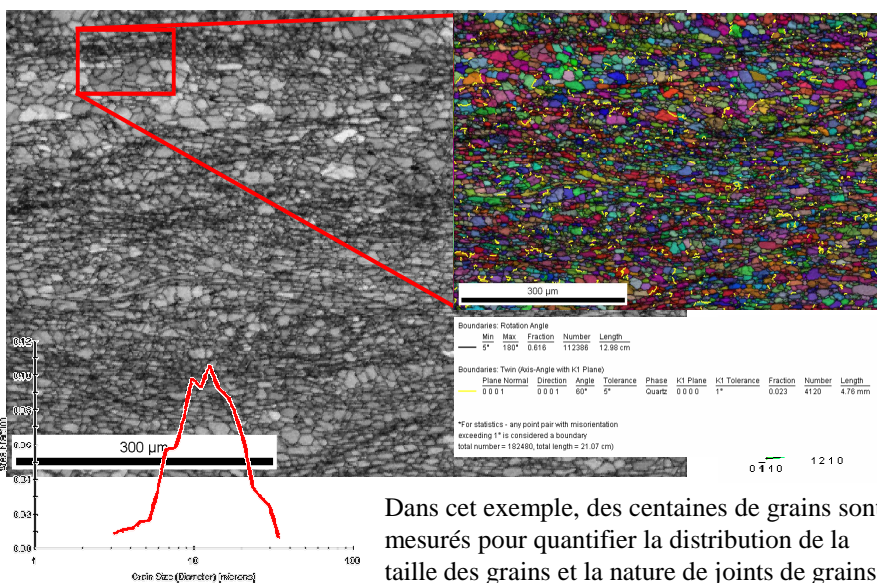 300 µm
Boundaries: Rotation Angle
Min Max Fraction Number Length
5° 180° 0.616 112386 12.98 cm
Boundaries: Twin (Axis-Angle with K1 Plane)
Plane Normal Direction Angle Tolerance Phase K1 Plane K1 Tolerance Fraction Number Length
0 0 0 1 0 0 0 1 60° 5° Quartz 0 0 0 0 1° 0.023 4120 4.76 mm
*For statistics - any point pair with misorientation
exceeding 1° is considered a boundary
total number = 182480, total length = 21.07 cm)
1 2 1 0
300 µm
0.12
0.10
100
Grain Size (Diameter) [microns]
Dans cet exemple, des centaines de grains sont
mesurés pour quantifier la distribution de la
taille des grains et la nature de joints de grains